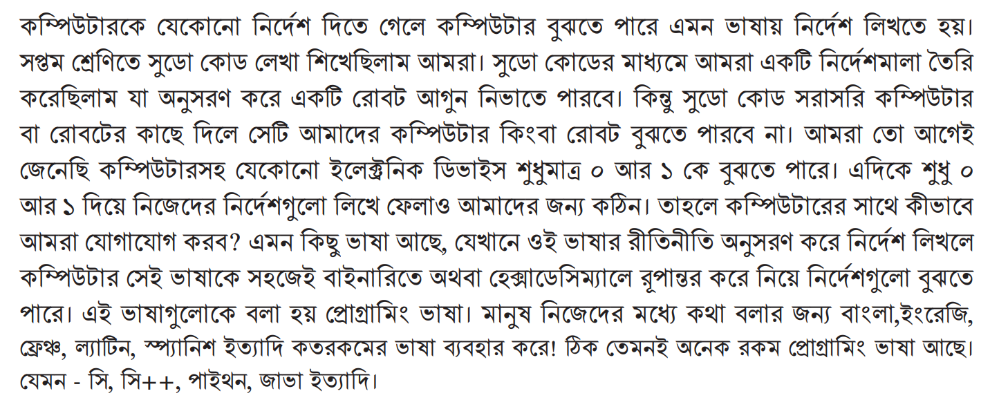 কম্পিউটারকে যেকোনো নির্দেশ দিতে গেলে কম্পিউটার বুঝতে পারে এমন ভাষায় নির্দেশ লিখতে হয়।
সপ্তম শ্রেণিতে সুডো কোড লেখা শিখেছিলাম আমরা। সুডো কোডের মাধ্যমে আমরা একটি নির্দেশমালা তৈরি
করেছিলাম যা অনুসরণ করে একটি রোবট আগুন নিভাতে পারবে। কিন্তু সুডো কোড সরাসরি কম্পিউটার
বা রোবটের কাছে দিলে সেটি আমাদের কম্পিউটার কিংবা রোবট বুঝতে পারবে না। আমরা তো আগেই
জেনেছি কম্পিউটারসহ যেকোনো ইলেক্ট্রনিক ডিভাইস শুধুমাত্র ০ আর ১ কে বুঝতে পারে। এদিকে শুধু ০
আর ১ দিয়ে নিজেদের নির্দেশগুলো লিখে ফেলাও আমাদের জন্য কঠিন। তাহলে কম্পিউটারের সাথে কীভাবে
আমরা যোগাযোগ করব? এমন কিছু ভাষা আছে, যেখানে ওই ভাষার রীতিনীতি অনুসরণ করে নির্দেশ লিখলে
কম্পিউটার সেই ভাষাকে সহজেই বাইনারিতে অথবা হেক্সাডেসিম্যালে রূপান্তর করে নিয়ে নির্দেশগুলো বুঝতে
পারে। এই ভাষাগুলোকে বলা হয় প্রোগ্রামিং ভাষা। মানুষ নিজেদের মধ্যে কথা বলার জন্য বাংলা,ইংরেজি,
ফ্রেঞ্চ, ল্যাটিন, স্প্যানিশ ইত্যাদি কতরকমের ভাষা ব্যবহার করে! ঠিক তেমনই অনেক রকম প্রোগ্রামিং ভাষা আছে।
যেমন - সি, সি++, পাইথন, জাভা ইত্যাদি।